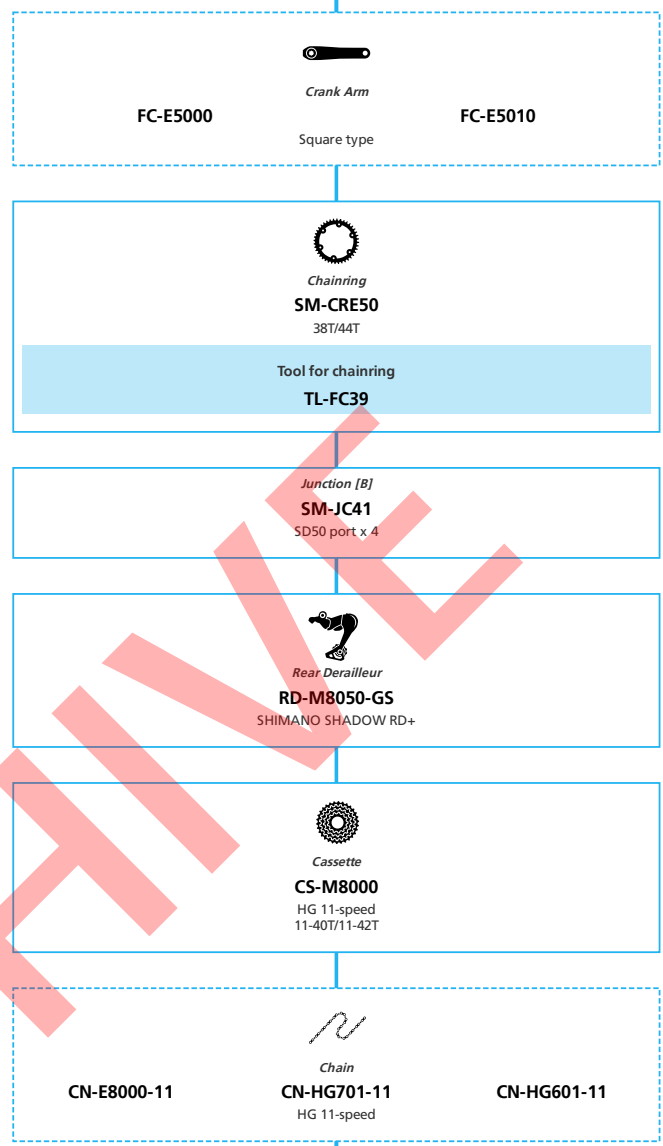 Crank Arm
FC-E5000 FC-E5010
Square type
Chainring
SM-CRE50
38T/44T
Tool for chainring
TL-FC39
Junction [B]
SM-JC41
SD50 port x 4
Rear Derailleur
RD-M8050-GS
SHIMANO SHADOW RD+
Cassette
CS-M8000
HG 11-speed
11-40T/11-42T
Chain
CN-E8000-11 CN-HG701-11 CN-HG601-11
HG 11-speed
HIVE